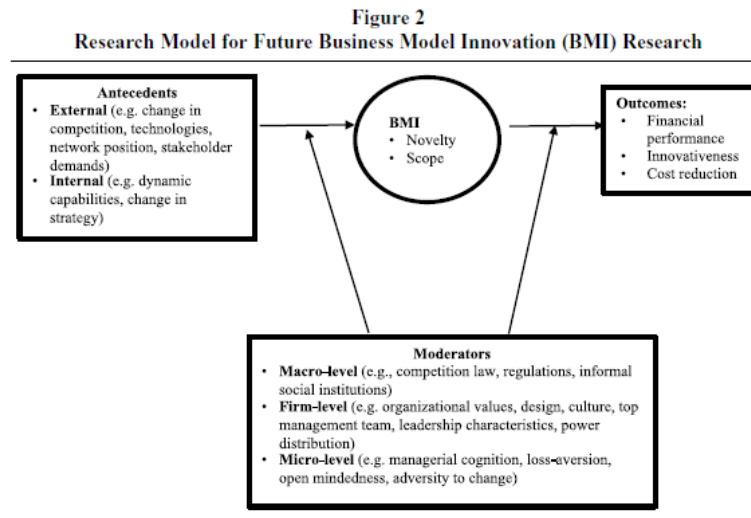 Figure 2
Research Model for Future Business Model Innovation (BMI) Research
Antecedents
• External (e.g. change in
competition, technologies,
network position, stakeholder
demands)
• Internal (e.g. dynamic
capabilities, change in
strategy)
BMI
• Novelty
• Scope
Outcomes:
• Financial
performance
• Innovativeness
• Cost reduction
Moderators
• Macro-level (e.g., competition law, regulations, informal
social institutions)
• Firm-level (e.g. organizational values, design, culture, top
management team, leadership characteristics, power
distribution)
• Micro-level (e.g. managerial cognition, loss-aversion,
open mindedness, adversity to change)